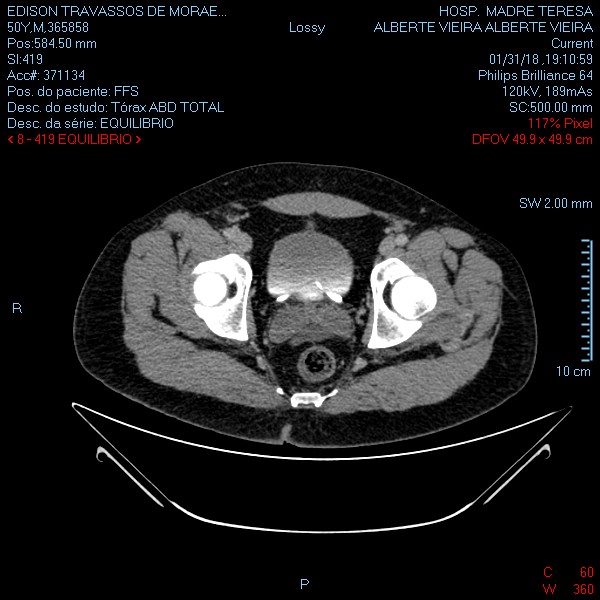 EDISON TRAVASSOS DE MORAE...
50Y,M,365858
Pos:584.50 mm
SI:419
Acc#: 371134
Pos. do paciente: FFS
Desc. do estudo: Tórax ABD TOTAL
Desc. da série: EQUILIBRIO
< 8 - 419 EQUILIBRIO >
Lossy
HOSP. MADRE TERESA
ALBERTE VIEIRA ALBERTE VIEIRA
Current
01/31/18 ,19:10:59
Philips Brilliance 64
120kV, 189mAs
SC:500.00 mm
117% Pixel
DFOV 49.9 x 49.9 cm
SW 2.00 mm
R
10 cm
P
C 60
W 360